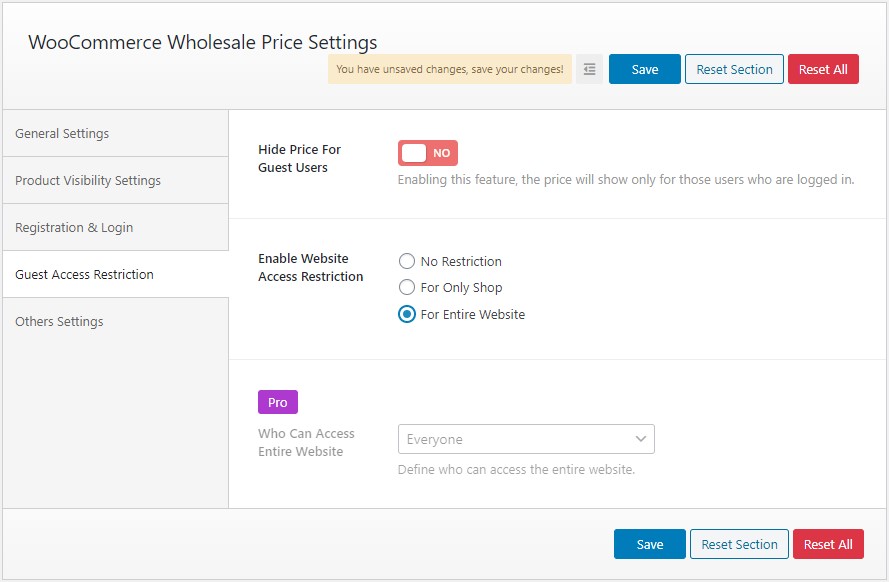 WooCommerce Wholesale Price Settings
You have unsaved changes, save your changes!
Save
Reset Section
Reset All
General Settings
Product Visibility Settings
Registration & Login
Guest Access Restriction
Others Settings
Hide Price For
Guest Users
NO
Enabling this feature, the price will show only for those users who are logged in.
Enable Website
Access Restriction
No Restriction
For Only Shop
For Entire Website
Pro
Who Can Access
Entire Website
Everyone
Define who can access the entire website.
Save
Reset Section
Reset All